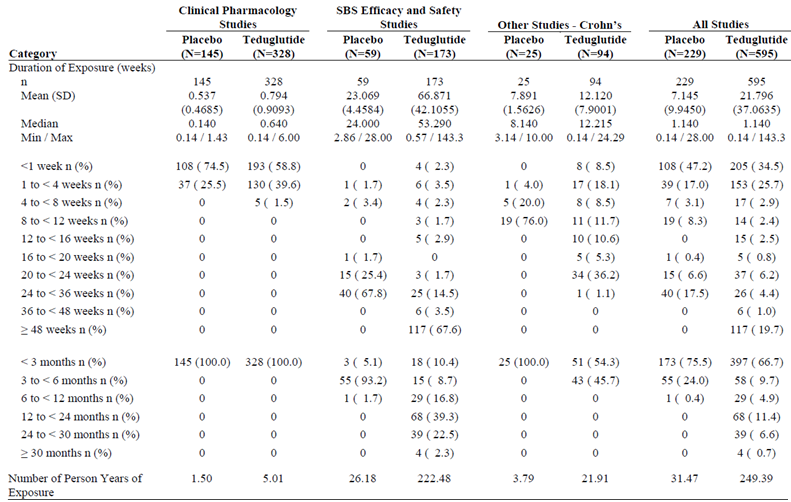 Clinical Pharmacology Studies SBS Efficacy and Safety Studies Other Studies - Crohn's All Studies
Category Placebo (N=145) Teduglutide (N=328) Placebo (N=59) Teduglutide (N=173) Placebo (N=25) Teduglutide (N=94) Placebo (N=229) Teduglutide (N=595)
Duration of Exposure (weeks)
n 145 328 59 173 25 94 229 595
Mean (SD) 0.537 0.794 23.069 66.871 7.891 12.120 7.145 21.796
(0.4685) (0.9093) (4.4584) (42.1055) (1.5626) (7.9001) (9.9450) (37.0635)
Median 0.140 0.640 24.000 53.290 8.140 12.215 1.140 1.140
Min / Max 0.14 / 1.43 0.14 / 6.00 2.86 / 28.00 0.57 / 143.3 3.14 / 10.00 0.14 / 24.29 0.14 / 28.00 0.14 / 143.3
<1 week n (%) 108 ( 74.5) 193 ( 58.8) 0 4 ( 2.3) 0 8 ( 8.5) 108 ( 47.2) 205 ( 34.5)
1 to < 4 weeks n (%) 37 ( 25.5) 130 ( 39.6) 1 ( 1.7) 6 ( 3.5) 1 ( 4.0) 17 ( 18.1) 39 ( 17.0) 153 ( 25.7)
4 to < 8 weeks n (%) 0 5 ( 1.5) 2 ( 3.4) 4 ( 2.3) 5 ( 20.0) 8 ( 8.5) 7 ( 3.1) 17 ( 2.9)
8 to < 12 weeks n (%) 0 0 0 3 ( 1.7) 19 ( 76.0) 11 ( 11.7) 19 ( 8.3) 14 ( 2.4)
12 to < 16 weeks n (%) 0 0 0 5 ( 2.9) 0 10 ( 10.6) 0 15 ( 2.5)
16 to < 20 weeks n (%) 0 0 1 ( 1.7) 0 0 5 ( 5.3) 1 ( 0.4) 5 ( 0.8)
20 to < 24 weeks n (%) 0 0 15 ( 25.4) 3 ( 1.7) 0 34 ( 36.2) 15 ( 6.6) 37 ( 6.2)
24 to < 36 weeks n (%) 0 0 40 ( 67.8) 25 ( 14.5) 0 1 ( 1.1) 40 ( 17.5) 26 ( 4.4)
36 to < 48 weeks n (%) 0 0 0 6 ( 3.5) 0 0 0 6 ( 1.0)
≥ 48 weeks n (%) 0 0 0 117 ( 67.6) 0 0 0 117 ( 19.7)
< 3 months n (%) 145 ( 100.0) 328 ( 100.0) 3 ( 5.1) 18 ( 10.4) 25 ( 100.0) 51 ( 54.3) 173 ( 75.5) 397 ( 66.7)
3 to < 6 months n (%) 0 0 55 ( 93.2) 15 ( 8.7) 0 43 ( 45.7) 55 ( 24.0) 58 ( 9.7)
6 to < 12 months n (%) 0 0 1 ( 1.7) 29 ( 16.8) 0 0 1 ( 0.4) 29 ( 4.9)
12 to < 24 months n (%) 0 0 0 68 ( 39.3) 0 0 0 68 ( 11.4)
24 to < 30 months n (%) 0 0 0 39 ( 22.5) 0 0 0 39 ( 6.6)
≥ 30 months n (%) 0 0 0 4 ( 2.3) 0 0 0 4 ( 0.7)
Number of Person Years of Exposure 1.50 5.01 26.18 222.48 3.79 21.91 31.47 249.39